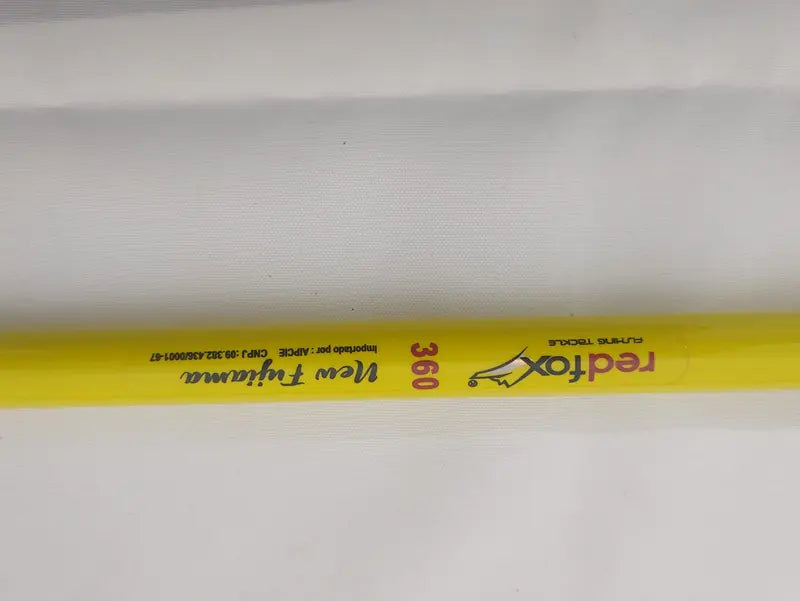 redfox®
FISHING TACKLE
360
New Fujiama
Importado por : AIPCIE CNPJ : 09.382.436/0001-67